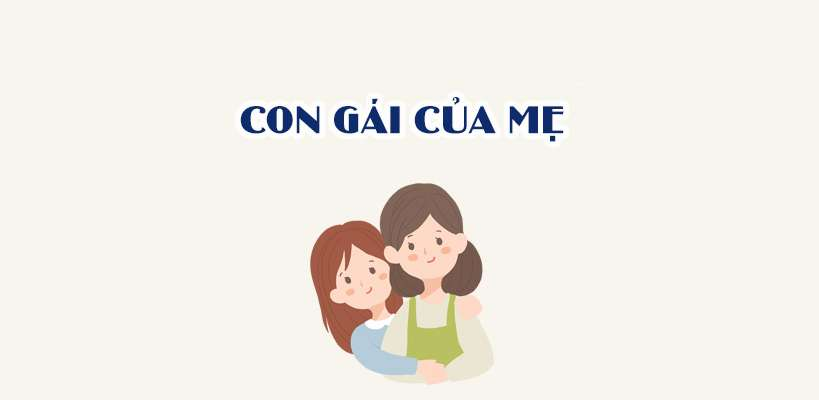 CON GÁI CỦA MẸ